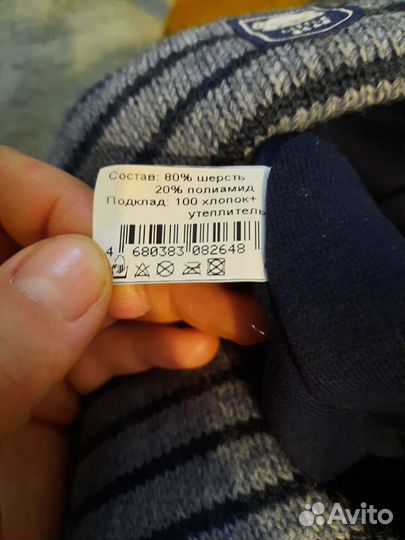 Состав: 80% шерсть
20% полиамид
Подклад: 100 хлопок+
утеплитель
4 680383 082648
Avito